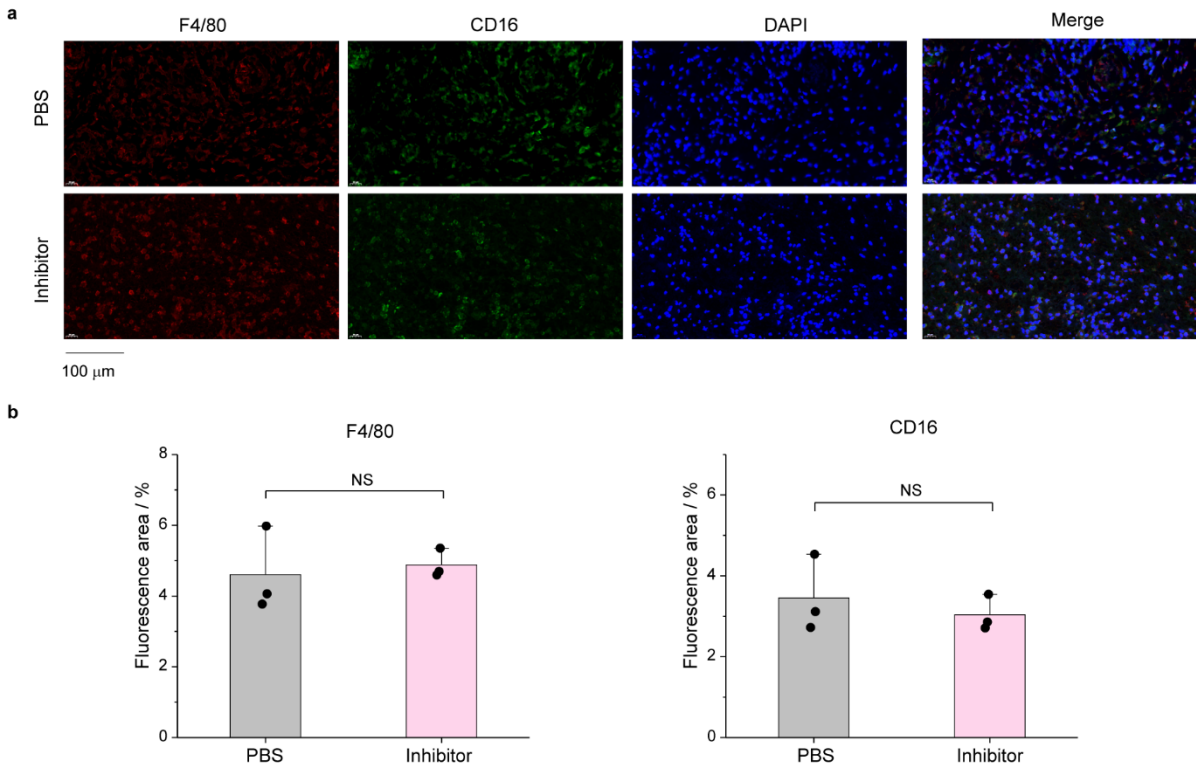 a
F4/80 CD16 DAPI Merge
PBS
Inhibitor
100 μm
b
F4/80
Fluorescence area / %
8
6
4
2
0
NS
PBS Inhibitor
CD16
Fluorescence area / %
6
4
2
0
NS
PBS Inhibitor